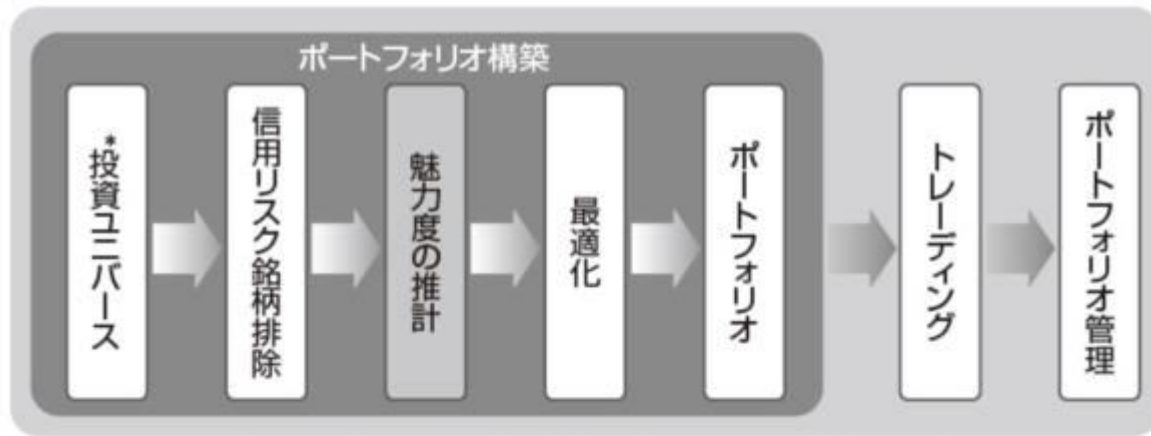 ポートフォリオ構築
*投資ユニバース
信用リスク銘柄排除
魅力度の推計
最適化
ポートフォリオ
トレーディング
ポートフォリオ管理